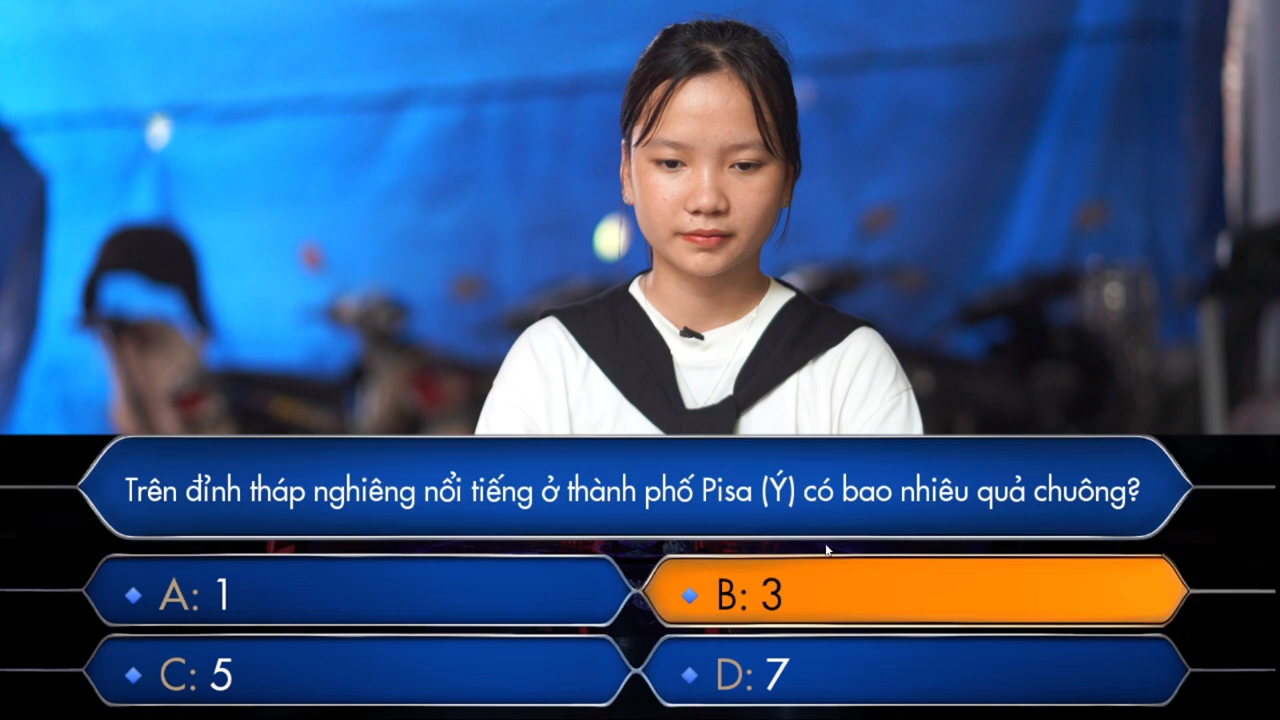 Trên đỉnh tháp nghiêng nổi tiếng ở thành phố Pisa (Ý) có bao nhiêu quả chuông?
A: 1
B: 3
C: 5
D: 7